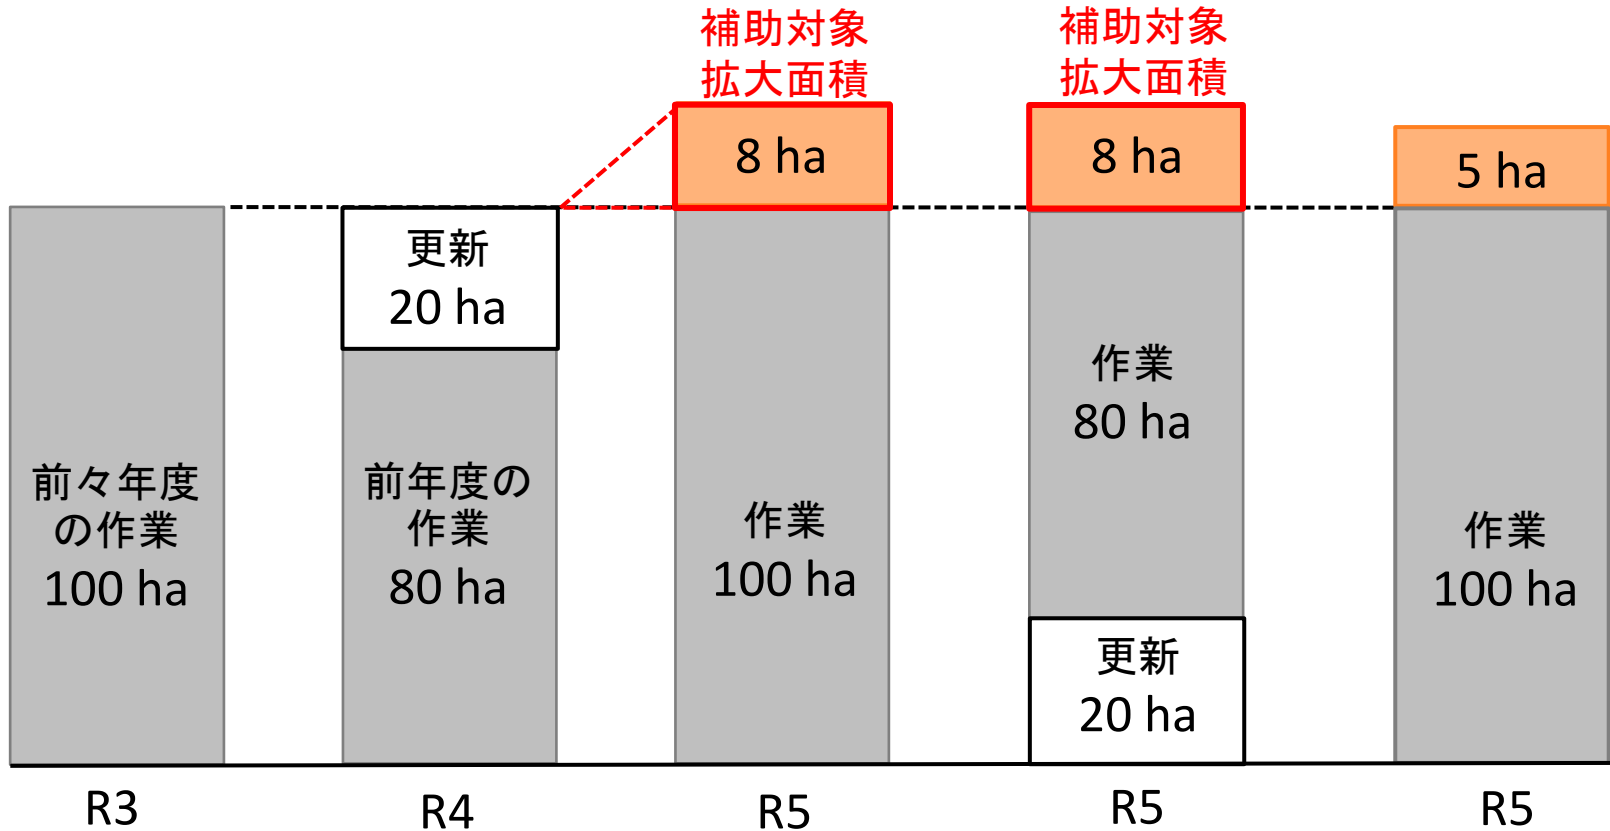 補助対象
拡大面積
補助対象
拡大面積
8 ha
8 ha
5 ha
更新
20 ha
前々年度
の作業
100 ha
前年度の
作業
80 ha
作業
100 ha
作業
80 ha
更新
20 ha
作業
100 ha
R3
R4
R5
R5
R5